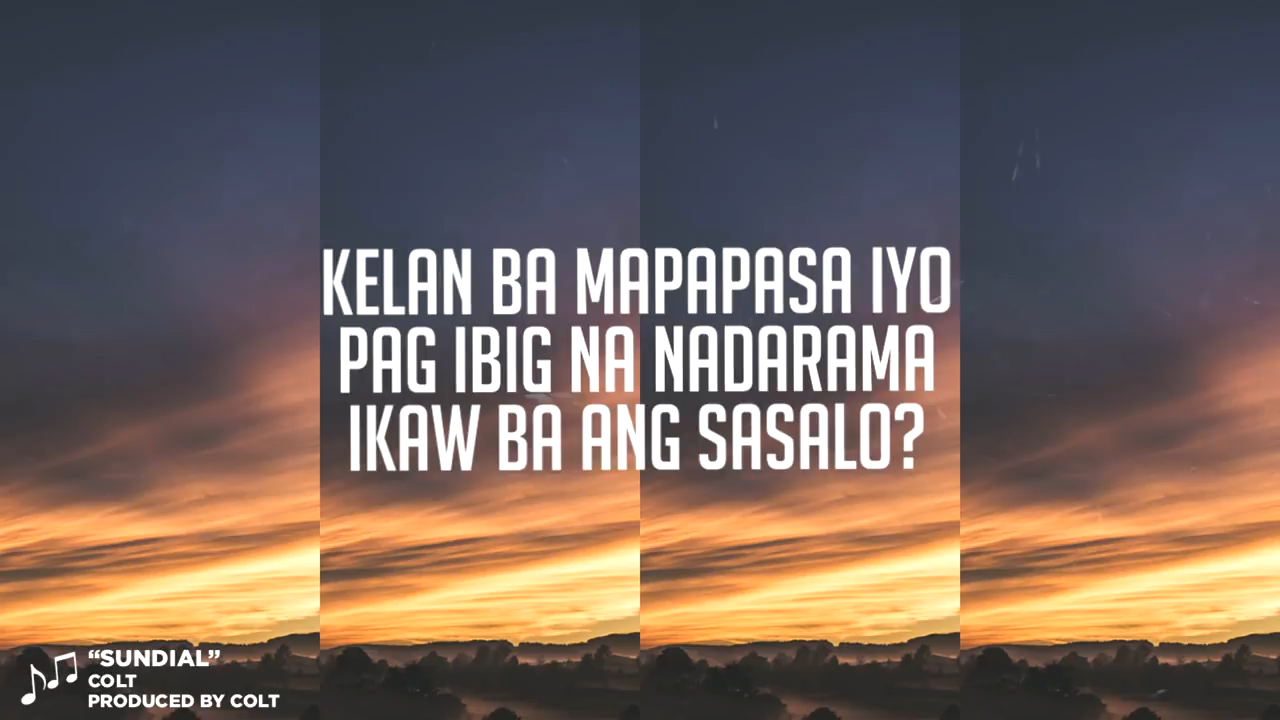 KELAN BA MAPAPASA IYO
PAG IBIG NA NADARAMA
IKAW BA ANG SASALO?
“SUNDIAL”
COLT
PRODUCED BY COLT